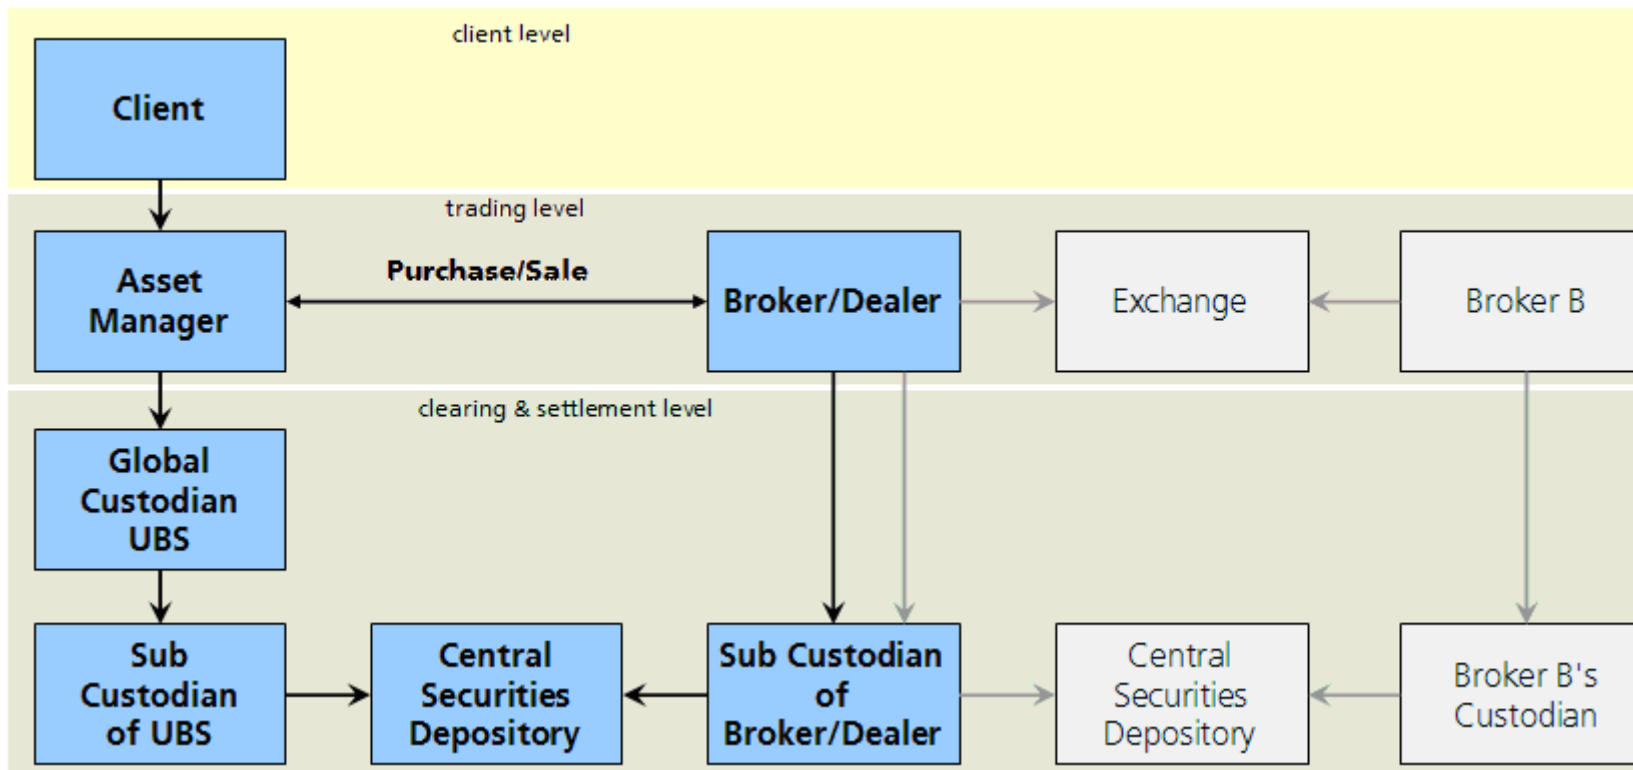 client level
Client
trading level
Asset
Manager
Purchase/Sale
Broker/Dealer
Exchange
Broker B
clearing & settlement level
Global
Custodian
UBS
Sub
Custodian
of UBS
Central
Securities
Depository
Sub Custodian
of
Broker/Dealer
Central
Securities
Depository
Broker B's
Custodian